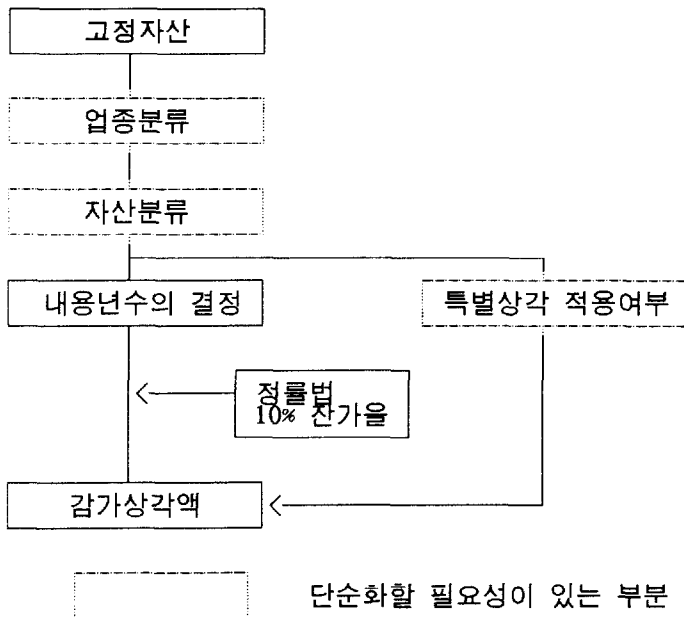 고정자산
업종분류
자산분류
내용년수의 결정
특별상각 적용여부
정률법
10% 잔가율
감가상각액
단순화할 필요성이 있는 부분